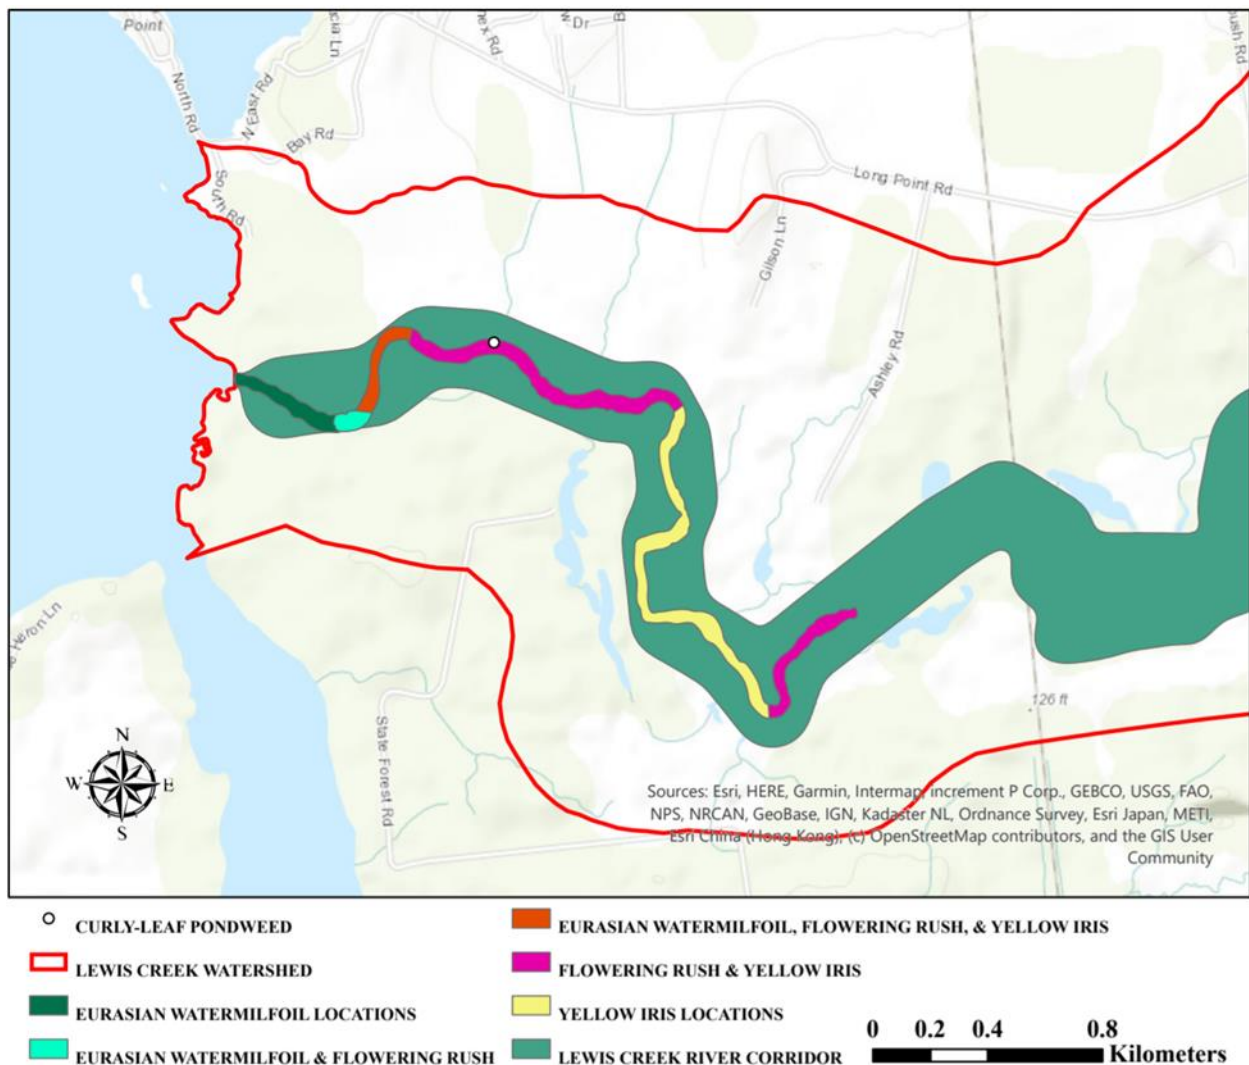 Point
North Rd
N East Rd
Bay Rd
South Rd
Long Point Rd
Gilson Ln
Ashley Rd
Heron Ln
State Forest Rd
126 ft
N
W E
S
Sources: Esri, HERE, Garmin, Intermap, increment P Corp., GEBCO, USGS, FAO,
NPS, NRCAN, GeoBase, IGN, Kadaster NL, Ordnance Survey, Esri Japan, METI,
Esri China (Hong Kong), (c) OpenStreetMap contributors, and the GIS User
Community
CURLY-LEAF PONDWEED
LEWIS CREEK WATERSHED
EURASIAN WATERMILFOIL LOCATIONS
EURASIAN WATERMILFOIL & FLOWERING RUSH
EURASIAN WATERMILFOIL, FLOWERING RUSH, & YELLOW IRIS
FLOWERING RUSH & YELLOW IRIS
YELLOW IRIS LOCATIONS
LEWIS CREEK RIVER CORRIDOR
0 0.2 0.4 0.8
Kilometers